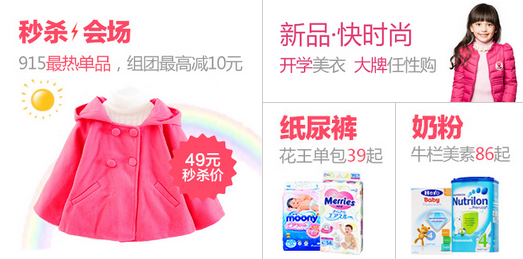 秒杀 会场
915最热单品，组团最高减10元
49元
秒杀价
新品·快时尚
开学美衣 大牌任性购
纸尿裤
花王单包39起
moony
Merries
奶粉
牛栏美素86起
Hero
Baby
Nutrilon
4